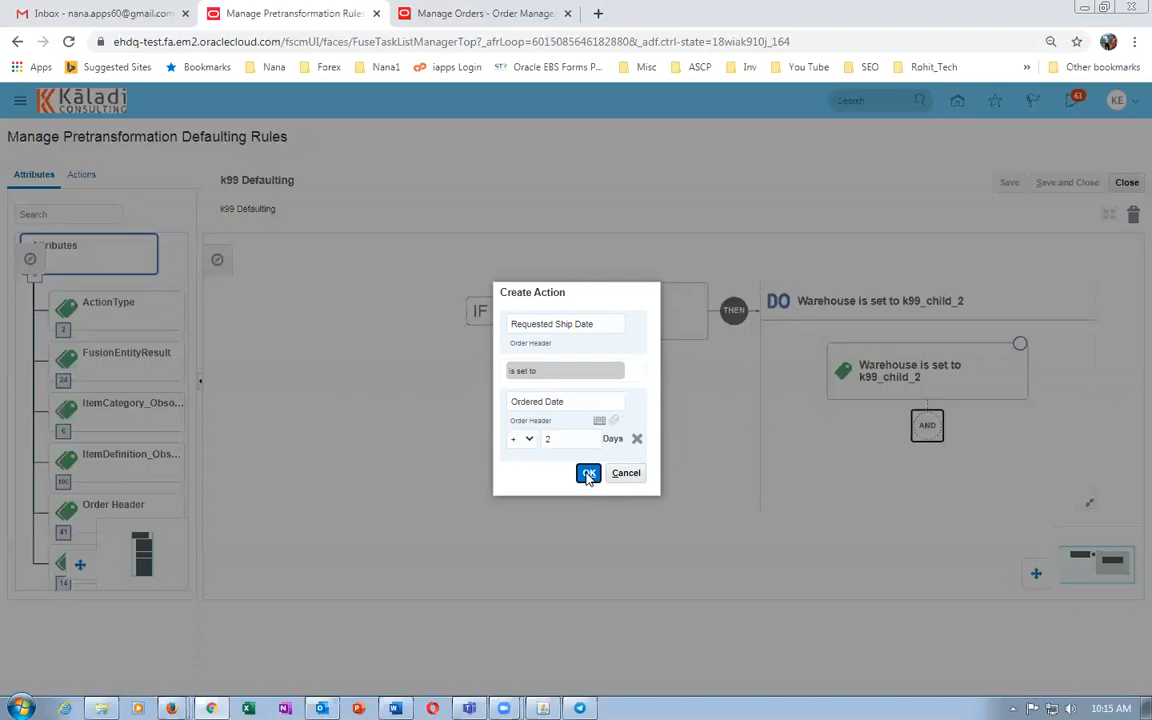 Inbox - nana.apps60@gmail.com
Manage Pretransformation Rules
Manage Orders - Order Manage
ehdq-test.fa.em2.oraclecloud.com/fscmUI/faces/FuseTaskListManagerTop?_afrLoop=6015085646182880&_adf.ctrl-state=18wiak910j_164
Apps Suggested Sites Bookmarks Nana Forex Nana1 iapps Login Oracle EBS Forms P... Misc ASCP Inv You Tube SEO Rohit_Tech » Other bookmarks
Kāladi
CONSULTING
Search
61
KE
Manage Pretransformation Defaulting Rules
Attributes Actions
k99 Defaulting
Save Save and Close Close
Search
k99 Defaulting
Attributes
ActionType
2
FusionEntityResult
24
ItemCategory_Obso...
6
ItemDefinition_Obs...
Order Header
41
14
IF
THEN
DO Warehouse is set to k99_child_2
Warehouse is set to
k99_child_2
AND
Create Action
Requested Ship Date
Order Header
is set to
Ordered Date
Order Header
+ 2 Days
OK Cancel
10:15 AM